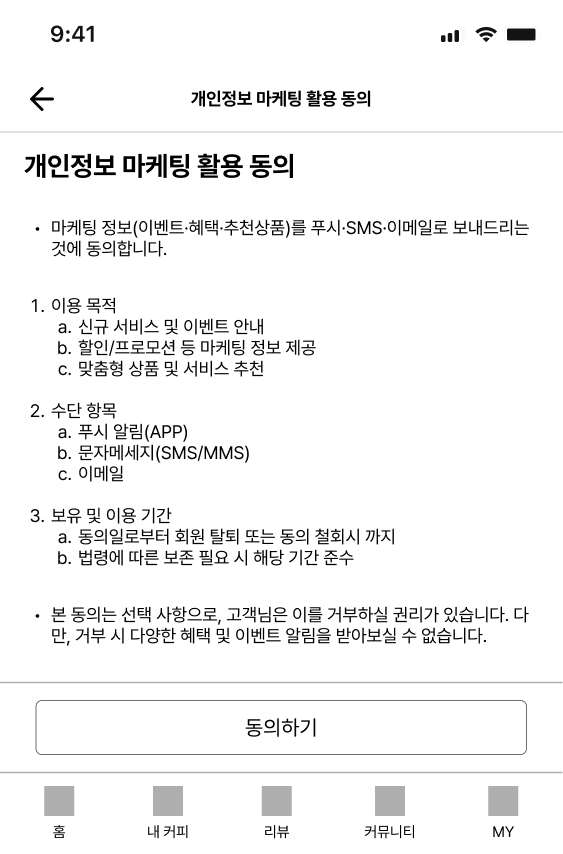 9:41
개인정보 마케팅 활용 동의
개인정보 마케팅 활용 동의
• 마케팅 정보(이벤트·혜택·추천상품)를 푸시·SMS·이메일로 보내드리는
것에 동의합니다.
1. 이용 목적
a. 신규 서비스 및 이벤트 안내
b. 할인/프로모션 등 마케팅 정보 제공
c. 맞춤형 상품 및 서비스 추천
2. 수단 항목
a. 푸시 알림(APP)
b. 문자메세지(SMS/MMS)
c. 이메일
3. 보유 및 이용 기간
a. 동의일로부터 회원 탈퇴 또는 동의 철회시 까지
b. 법령에 따른 보존 필요 시 해당 기간 준수
• 본 동의는 선택 사항으로, 고객님은 이를 거부하실 권리가 있습니다. 다
만, 거부 시 다양한 혜택 및 이벤트 알림을 받아보실 수 없습니다.
동의하기
홈 내 커피 리뷰 커뮤니티 MY